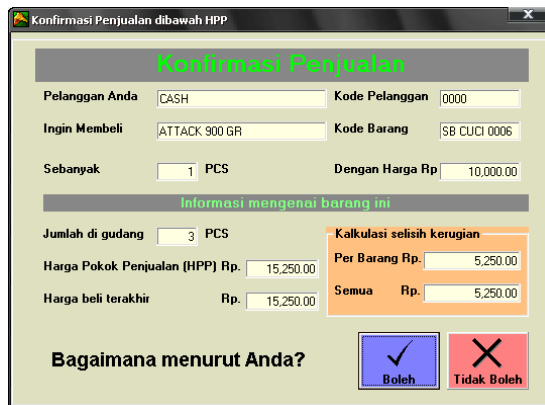 Konfirmasi Penjualan dibawah HPP
X
Konfirmasi Penjualan
Pelanggan Anda CASH Kode Pelanggan 0000
Ingin Membeli ATTACK 900 GR Kode Barang SB CUCI 0006
Sebanyak 1 PCS Dengan Harga Rp 10,000.00
Informasi mengenai barang ini
Jumlah di gudang 3 PCS Kalkulasi selisih kerugian
Harga Pokok Penjualan (HPP) Rp. 15,250.00 Per Barang Rp. 5,250.00
Harga beli terakhir Rp. 15,250.00 Semua Rp. 5,250.00
Bagaimana menurut Anda? Boleh Tidak Boleh